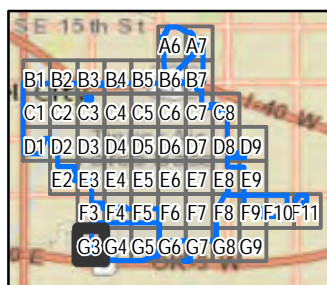 SE 15th St
A6 A7
B1 B2 B3 B4 B5 B6 B7
I-40 W
C1 C2 C3 C4 C5 C6 C7 C8
D1 D2 D3 D4 D5 D6 D7 D8 D9
E2 E3 E4 E5 E6 E7 E8 E9
F3 F4 F5 F6 F7 F8 F9 F10 F11
G3 G4 G5 G6 G7 G8 G9